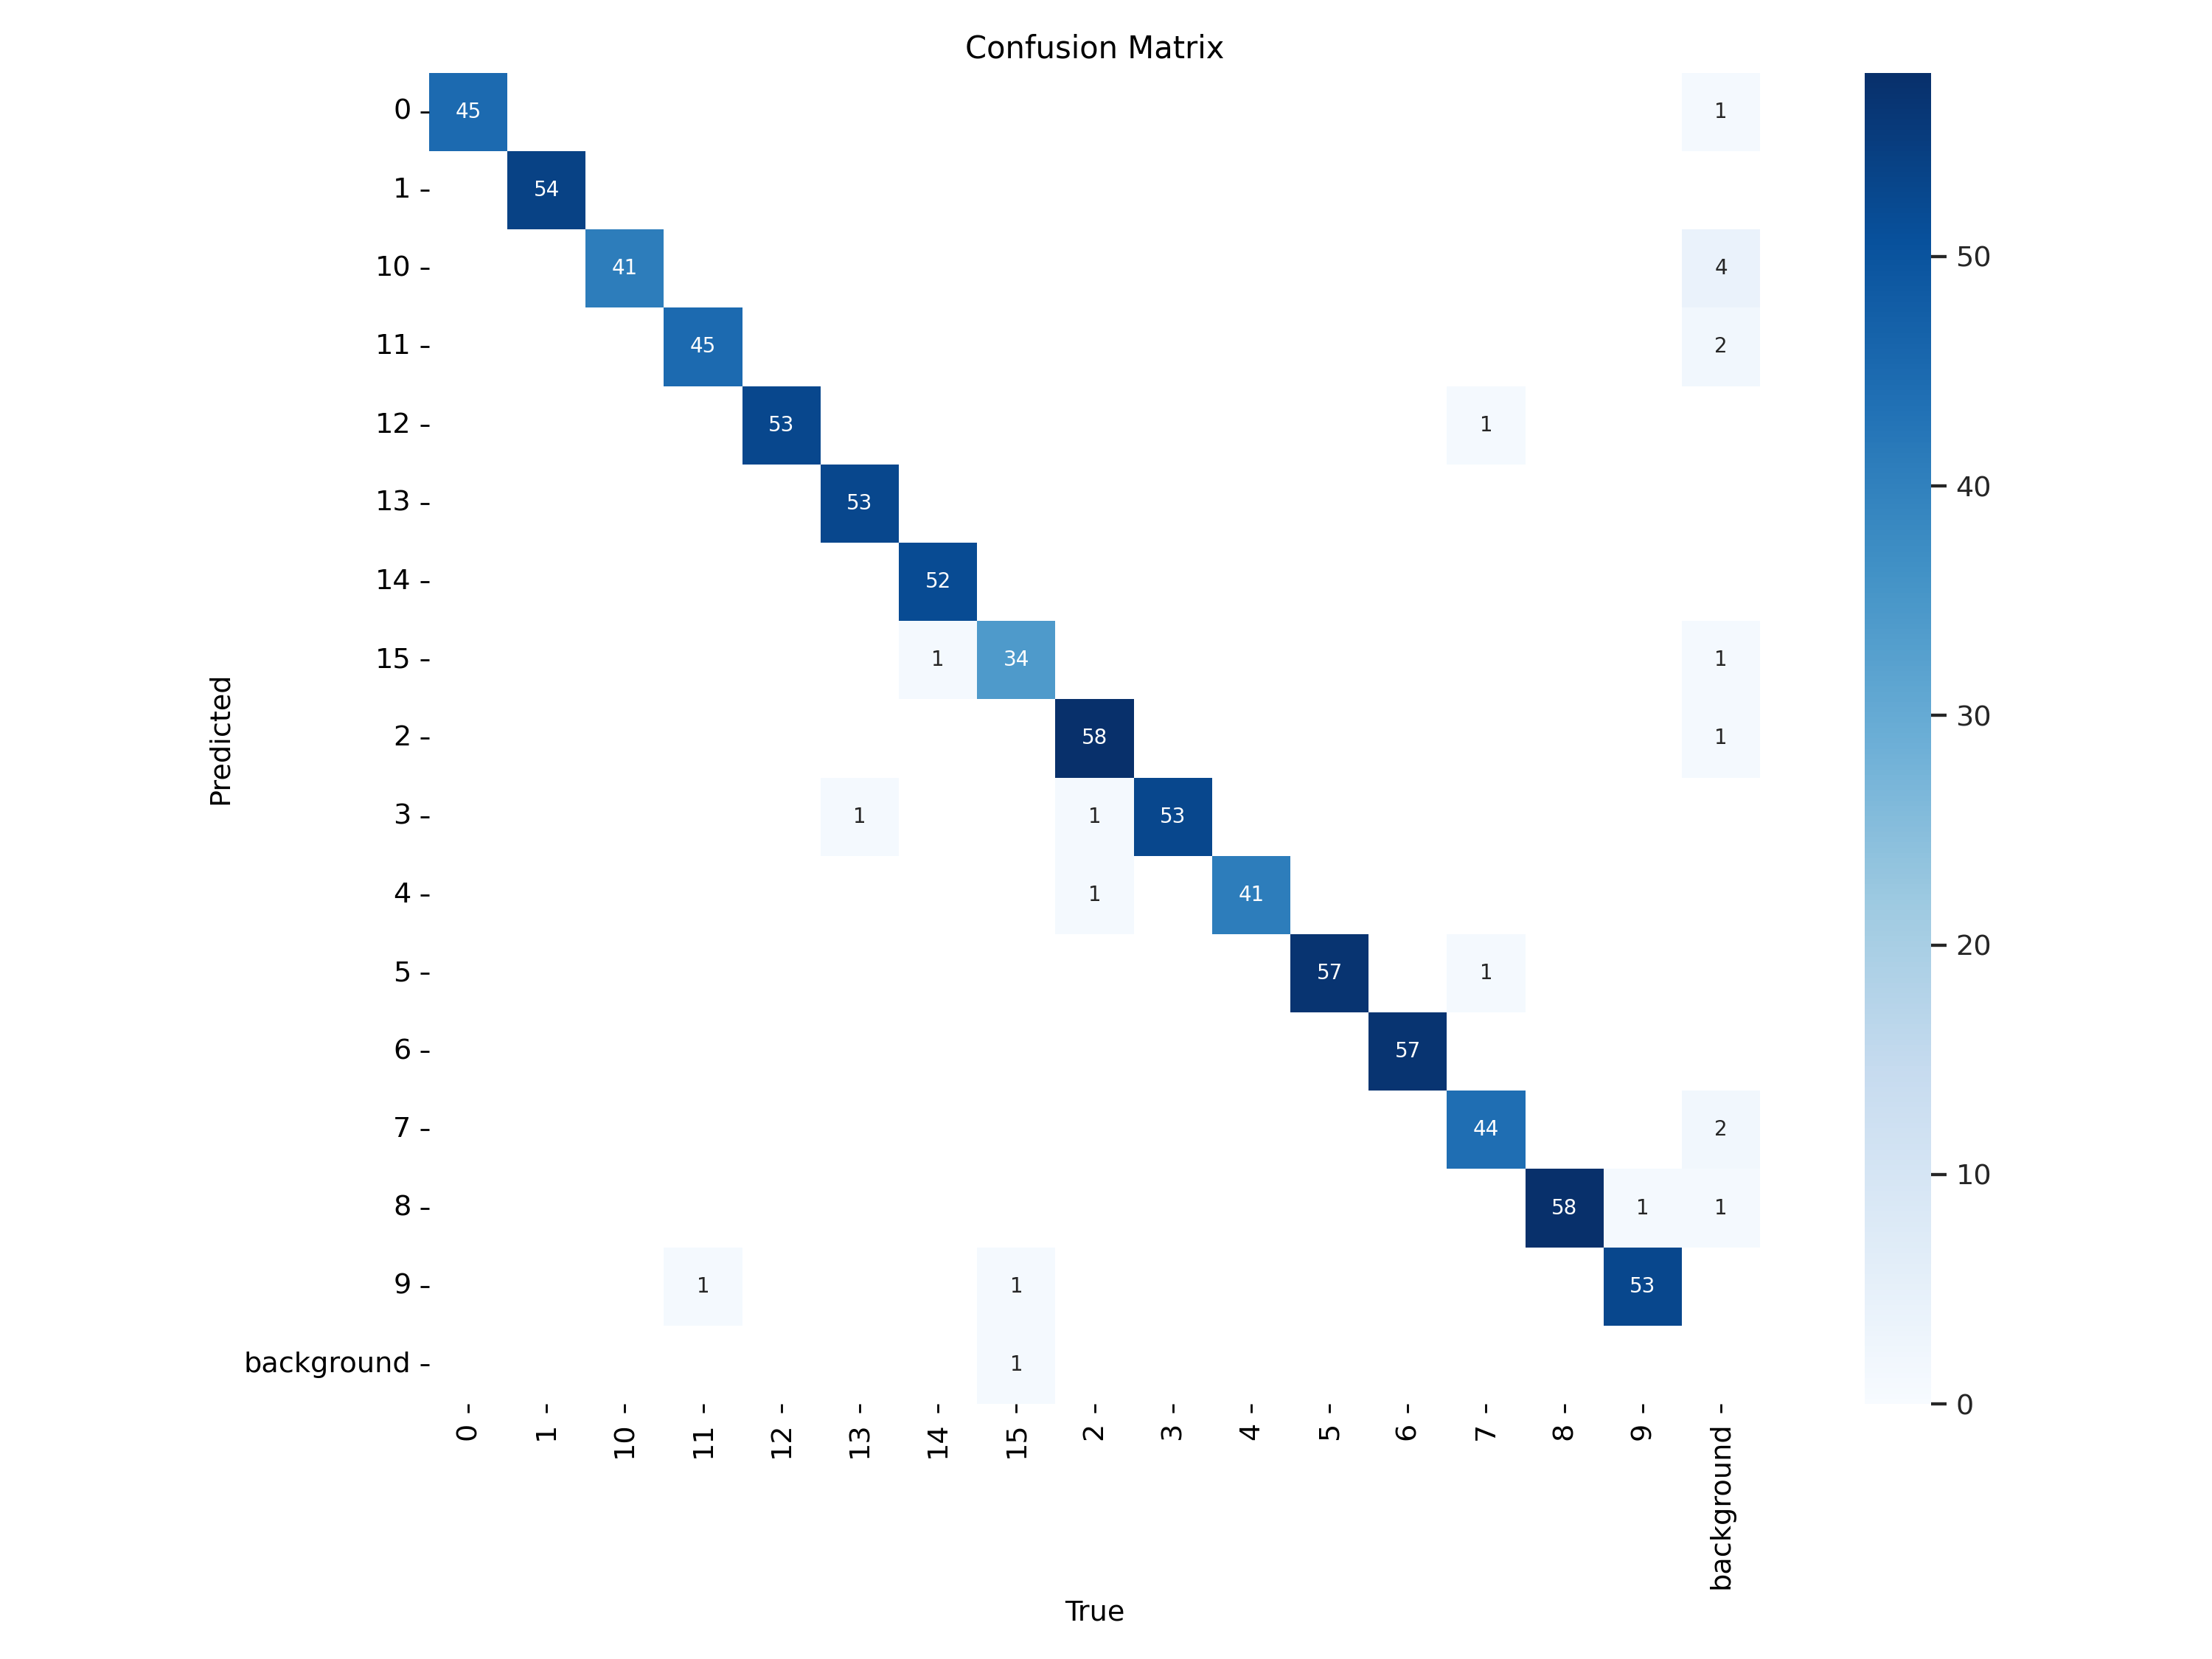 Confusion Matrix
0 45 1
1 54
10 41 4
11 45 2
12 53 1
13 53
14 52
15 1 34 1
2 58 1
3 1 1 53
4 1 41
5 57 1
6 57
7 44 2
8 58 1 1
9 1 1 53
background 1
0 1 10 11 12 13 14 15 2 3 4 5 6 7 8 9 background
Predicted
True
50
40
30
20
10
0